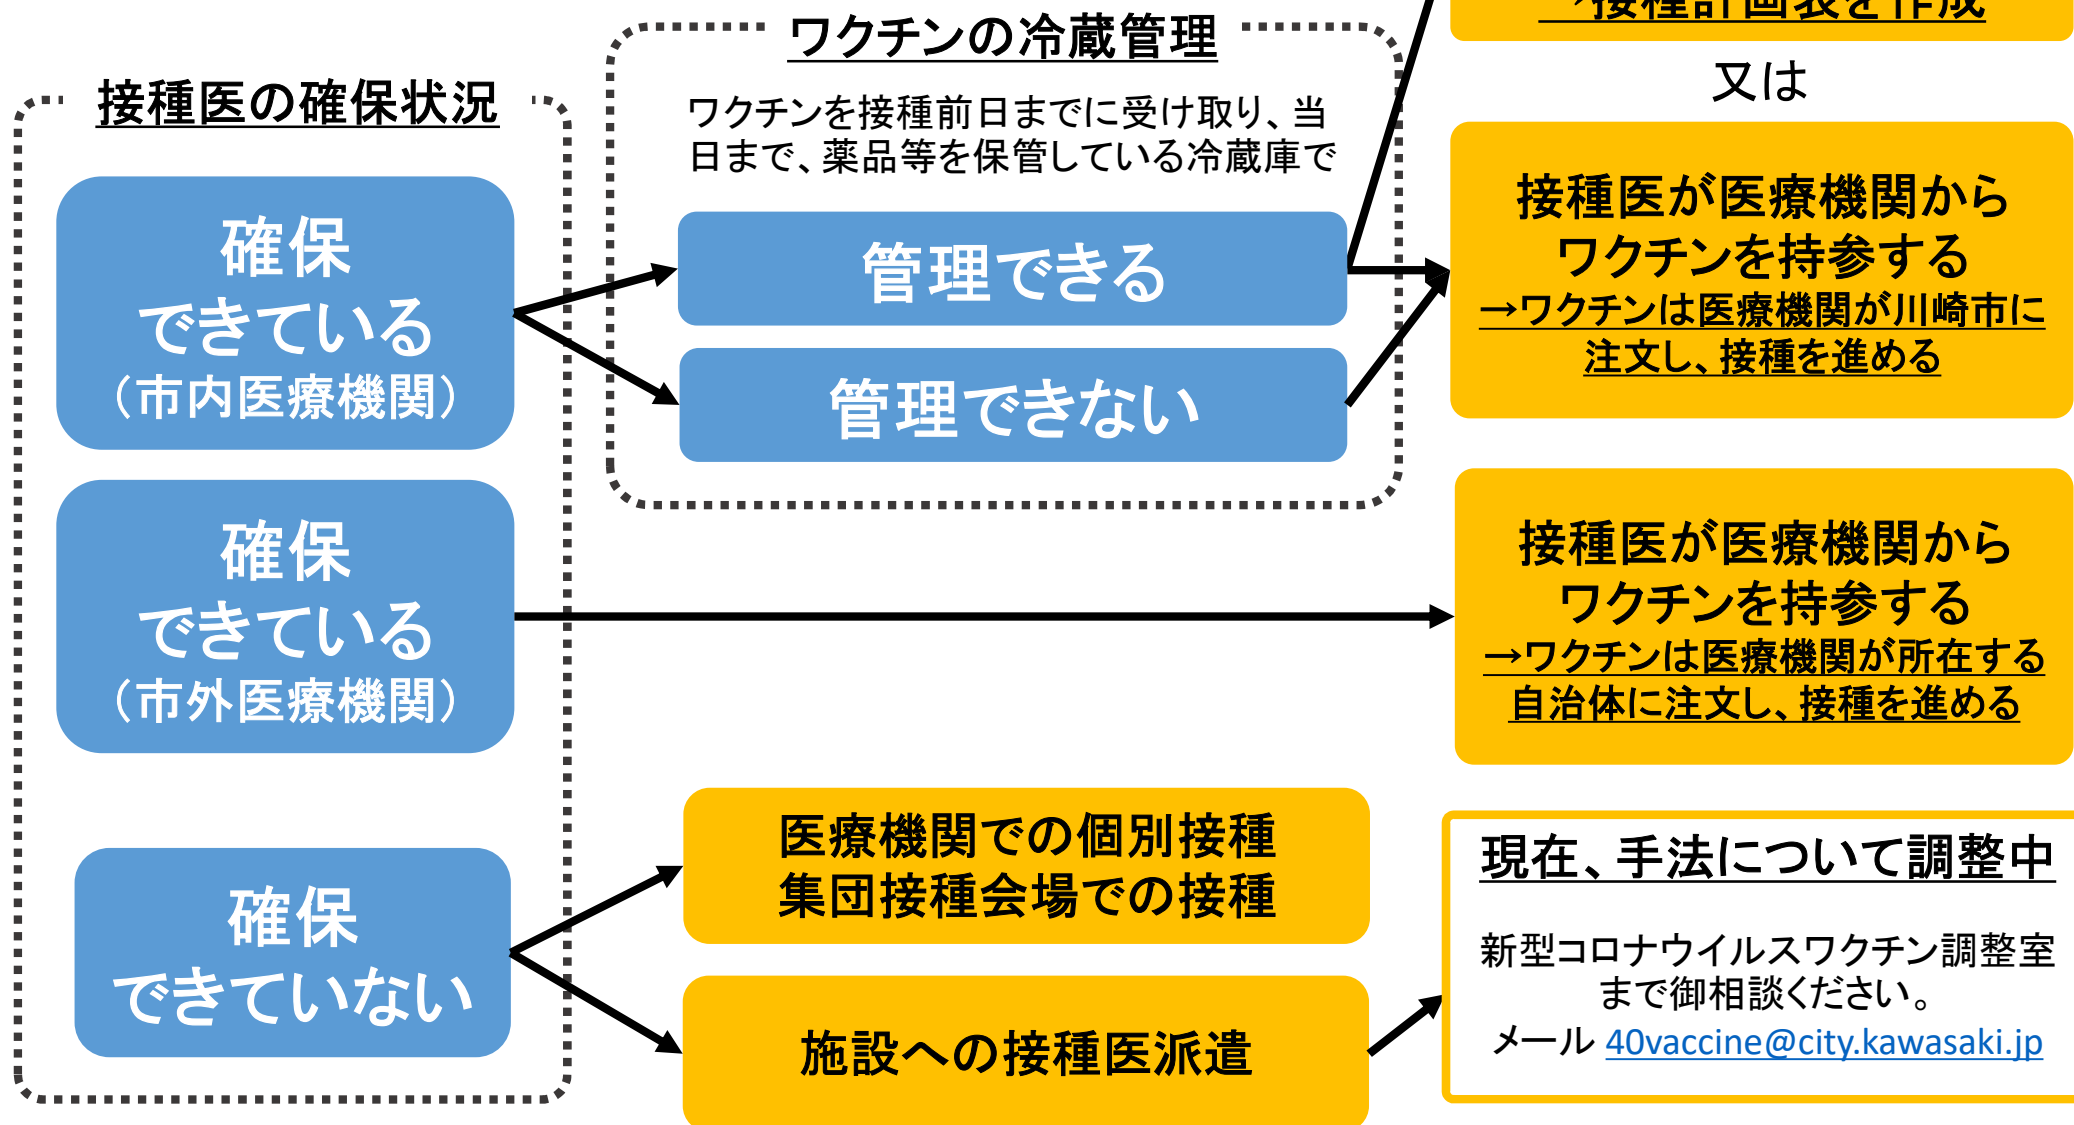 接種医の確保状況
確保
できている
（市内医療機関）
確保
できている
（市外医療機関）
確保
できていない
ワクチンの冷蔵管理
ワクチンを接種前日までに受け取り、当
日まで、薬品等を保管している冷蔵庫で
管理できる
管理できない
医療機関での個別接種
集団接種会場での接種
施設への接種医派遣
→接種計画表を作成
又は
接種医が医療機関から
ワクチンを持参する
→ワクチンは医療機関が川崎市に
注文し、接種を進める
接種医が医療機関から
ワクチンを持参する
→ワクチンは医療機関が所在する
自治体に注文し、接種を進める
現在、手法について調整中
新型コロナウイルスワクチン調整室
まで御相談ください。
メール 40vaccine@city.kawasaki.jp